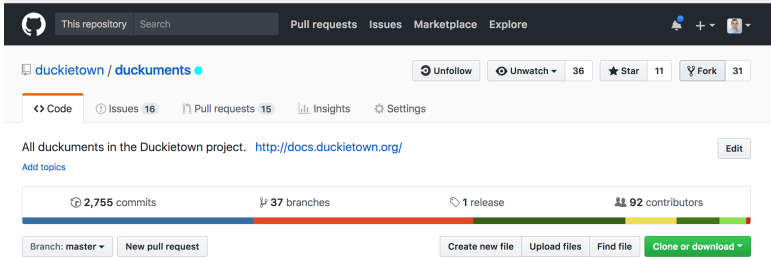 This repository Search Pull requests Issues Marketplace Explore
duckietown / duckuments Unfollow Unwatch 36 Star 11 Fork 31
Code Issues 16 Pull requests 15 Insights Settings
All duckuments in the Duckietown project. http://docs.duckietown.org/ Edit
Add topics
2,755 commits 37 branches 1 release 92 contributors
Branch: master New pull request Create new file Upload files Find file Clone or download